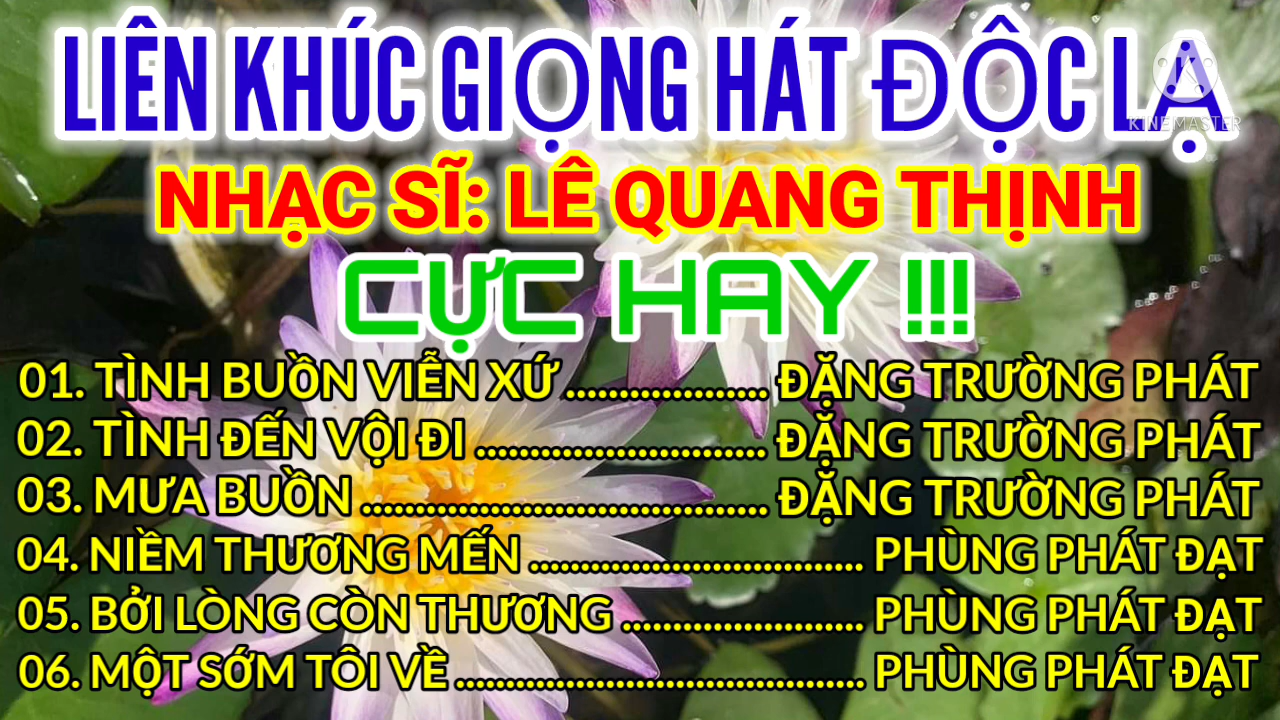 LIÊN KHÚC GIỌNG HÁT ĐỘC LẠ
KINEMASTER
NHẠC SĨ: LÊ QUANG THỊNH
CỰC HAY !!!
01. TÌNH BUỒN VIỄN XỨ ................... ĐẶNG TRƯỜNG PHÁT
02. TÌNH ĐẾN VỘI ĐI ............................ ĐẶNG TRƯỜNG PHÁT
03. MƯA BUỒN ....................................... ĐẶNG TRƯỜNG PHÁT
04. NIỀM THƯƠNG MẾN ................................ PHÙNG PHÁT ĐẠT
05. BỞI LÒNG CÒN THƯƠNG ....................... PHÙNG PHÁT ĐẠT
06. MỘT SỚM TÔI VỀ ....................................... PHÙNG PHÁT ĐẠT